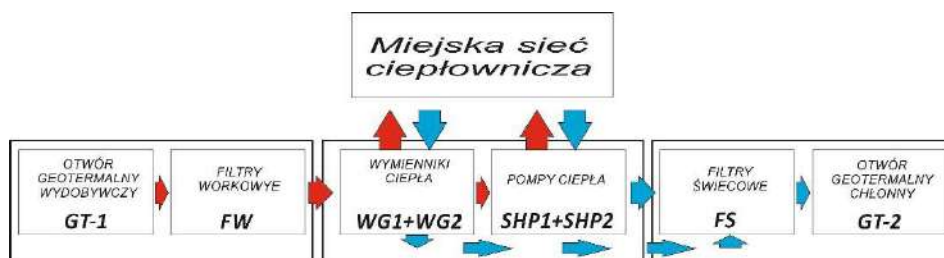 Miejska sieć
ciepłownicza
OTWÓR
GEOTERMALNY
WYDOBYWCZY
GT-1
FILTRY
WORKOWYE
FW
WYMIENNIKI
CIEPŁA
WG1+WG2
POMPY CIEPŁA
SHP1+SHP2
FILTRY
ŚWIECOWE
FS
OTWÓR
GEOTERMALNY
CHŁONNY
GT-2